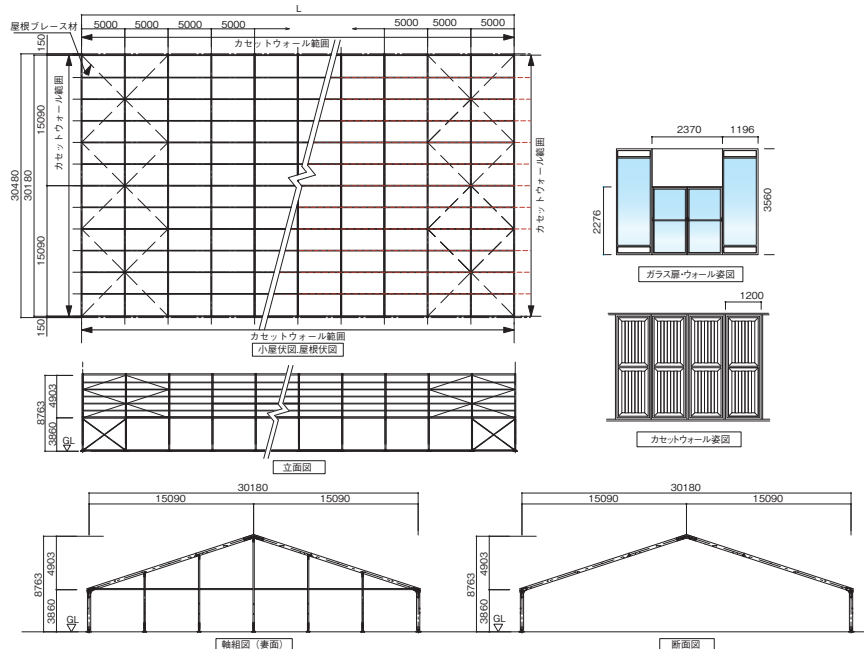 L
5000
5000
5000
5000
5000
5000
屋根ブレース材
カセットウォール範囲
150
カセットウォール範囲
15090
30480
30180
15090
150
カセットウォール範囲
カセットウォール範囲
小屋伏図.屋根伏図
2370
1196
2276
3560
ガラス扉・ウォール姿図
1200
カセットウォール姿図
8763
4903
3860
GL
立面図
30180
15090
15090
8763
4903
3860
GL
軸組図（妻面）
30180
15090
15090
8763
4903
3860
GL
断面図